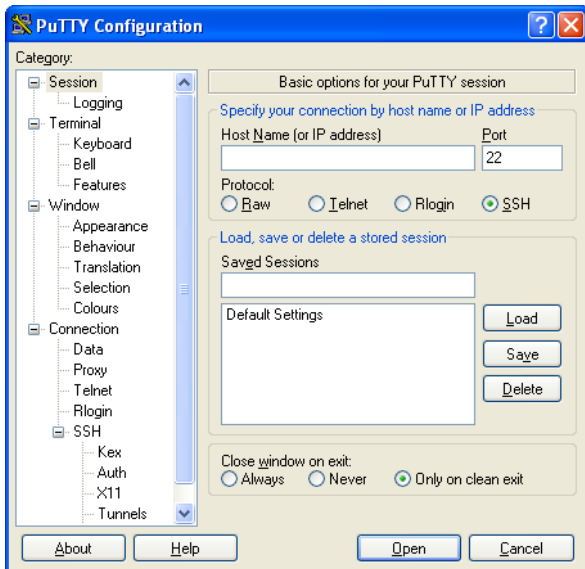 PuTTY Configuration
Category:
Session
Logging
Terminal
Keyboard
Bell
Features
Window
Appearance
Behaviour
Translation
Selection
Colours
Connection
Data
Proxy
Telnet
Rlogin
SSH
Kex
Auth
X11
Tunnels
Basic options for your PuTTY session
Specify your connection by host name or IP address
Host Name (or IP address) Port
22
Protocol:
Raw Telnet Rlogin SSH
Load, save or delete a stored session
Saved Sessions
Default Settings
Load
Save
Delete
Close window on exit:
Always Never Only on clean exit
About Help Open Cancel